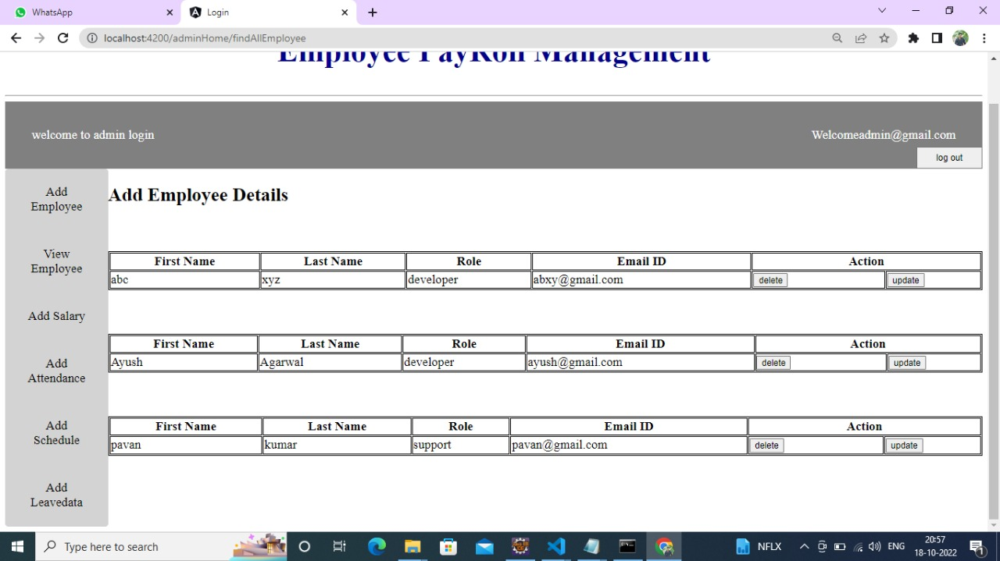 WhatsApp
Login
localhost:4200/adminHome/findAllEmployee
Employee PayRoll Management
welcome to admin login
Welcomeadmin@gmail.com
log out
Add
Employee
View
Employee
Add Salary
Add
Attendance
Add
Schedule
Add
Leavedata
Add Employee Details
First Name Last Name Role Email ID Action
abc xyz developer abxy@gmail.com delete update
First Name Last Name Role Email ID Action
Ayush Agarwal developer ayush@gmail.com delete update
First Name Last Name Role Email ID Action
pavan kumar support pavan@gmail.com delete update
Type here to search
NFLX
ENG
20:57
18-10-2022
1